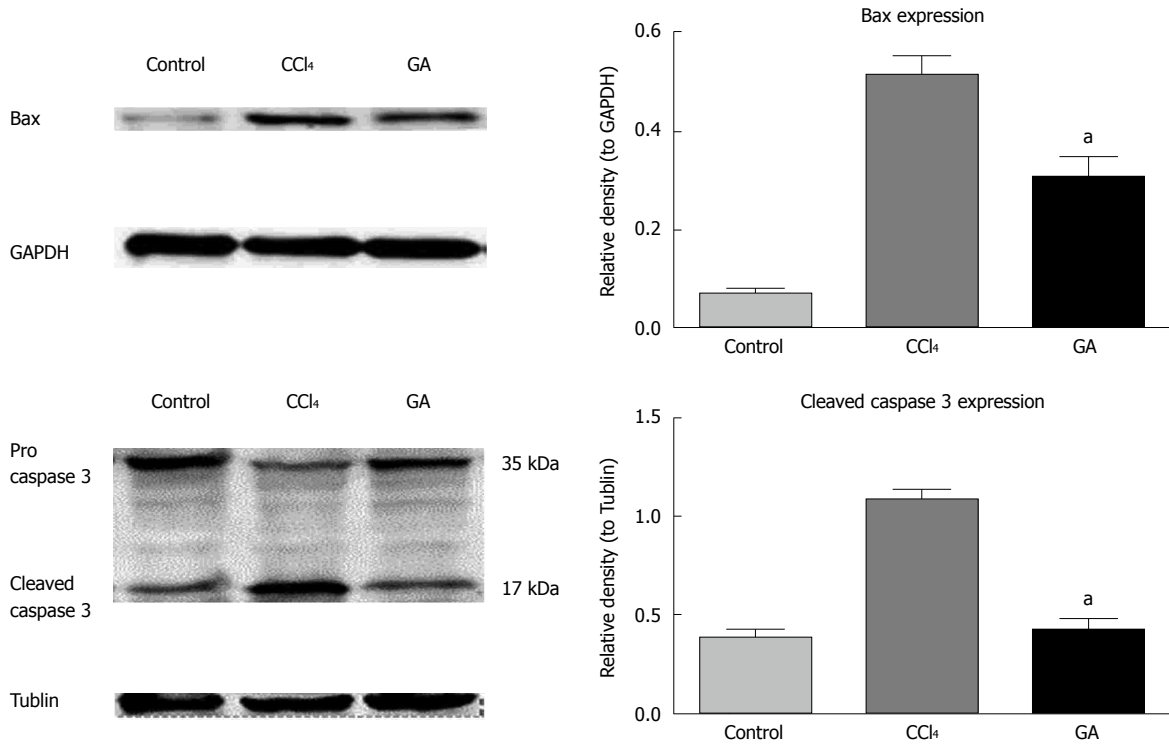 Control CCl₄ GA
Bax
GAPDH
Bax expression
Relative density (to GAPDH)
0.6
0.4
0.2
0.0
a
Control CCl₄ GA
Control CCl₄ GA
Pro
caspase 3
35 kDa
Cleaved
caspase 3
17 kDa
Tublin
Cleaved caspase 3 expression
Relative density (to Tublin)
1.5
1.0
0.5
0.0
a
Control CCl₄ GA